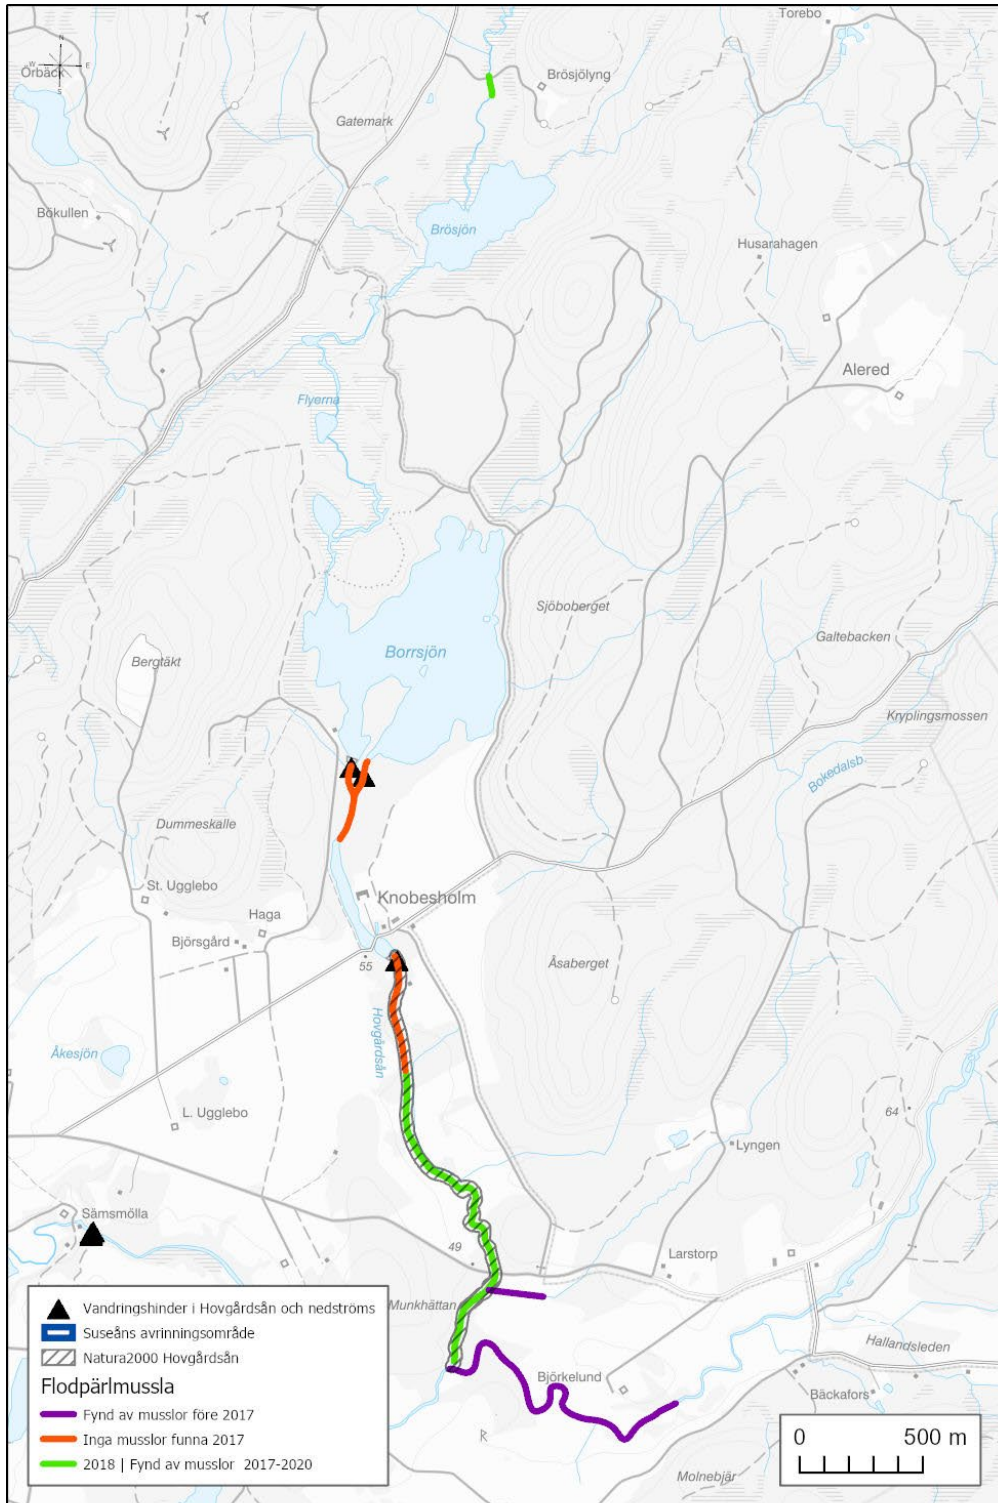 Torebo
N
W E
S
Örbäck
Brösjölyng
Gatemark
Bökullen
Brösjön
Husarahagen
Alered
Flyerna
Sjöboberget
Galtebacken
Borrsjön
Bergtäkt
Kryplingsmossen
Bokedalsb.
Dummeskalle
St. Ugglebo
Knobesholm
Haga
Björsgård
55
Åsaberget
Hovgårdsån
Åkesjön
L. Ugglebo
64
Lyngen
Sämsmölla
49
Larstorp
Munkhättan
Hallandsleden
Björkelund
Bäckafors
R
Molnebjär
Vandringshinder i Hovgårdsån och nedströms
Suseåns avrinningsområde
Natura2000 Hovgårdsån
Flodpärlmussla
Fynd av musslor före 2017
Inga musslor funna 2017
2018 | Fynd av musslor 2017-2020
0 500 m